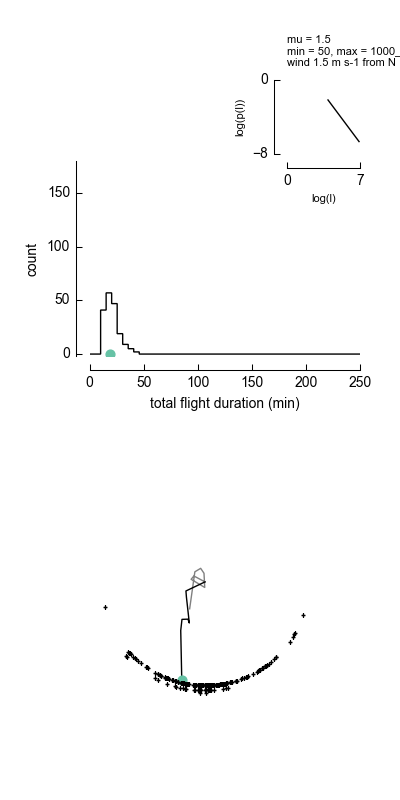 mu = 1.5
min = 50, max = 1000_
wind 1.5 m s-1 from N
0
log(p(l))
−8
0 7
log(l)
150
100
count
50
0
0 50 100 150 200 250
total flight duration (min)